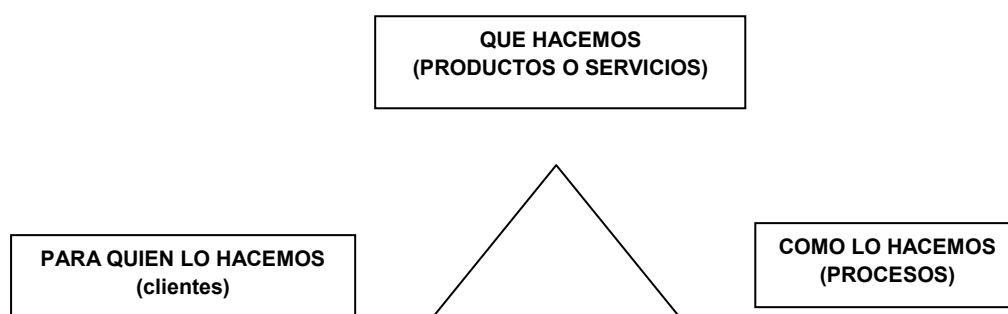 QUE HACEMOS
(PRODUCTOS O SERVICIOS)
PARA QUIEN LO HACEMOS
(clientes)
COMO LO HACEMOS
(PROCESOS)